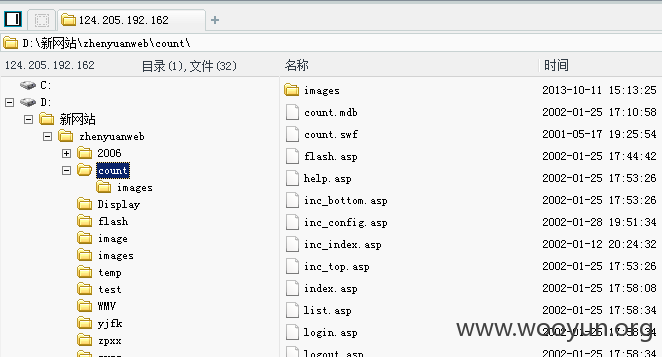 124.205.192.162
D:\新网站\zhenyuanweb\count\
124.205.192.162 目录(1),文件(32) 名称 时间
C:
D:
新网站
zhenyuanweb
2006
count
images
Display
flash
image
images
temp
test
WMV
yjfk
zpxx
images 2013-10-11 15:13:25
count.mdb 2002-01-25 17:10:58
count.swf 2001-05-17 19:25:54
flash.asp 2002-01-25 17:44:42
help.asp 2002-01-25 17:53:26
inc_bottom.asp 2002-01-25 17:53:26
inc_config.asp 2002-01-28 19:51:34
inc_index.asp 2002-01-12 20:24:32
inc_top.asp 2002-01-25 17:53:26
index.asp 2002-01-25 17:58:08
list.asp 2002-01-25
login.asp 2002-01-25
logout.asp 2002-01-25 17:58:34
www.wooyun.org